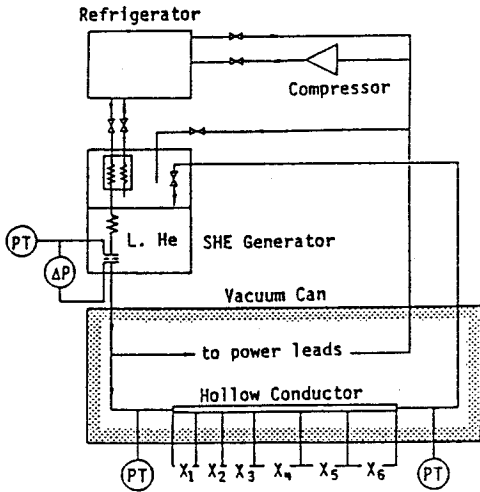 Refrigerator
Compressor
L. He
SHE Generator
PT
ΔP
Vacuum Can
to power leads
Hollow Conductor
PT
X₁ X₂ X₃ X₄ X₅ X₆
PT